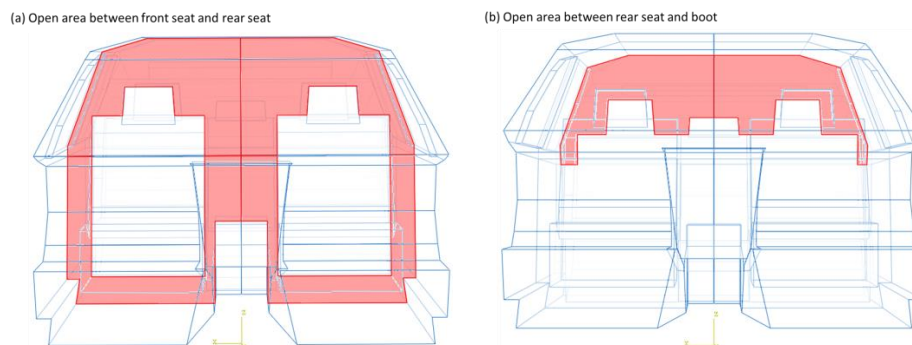 (a) Open area between front seat and rear seat
(b) Open area between rear seat and boot